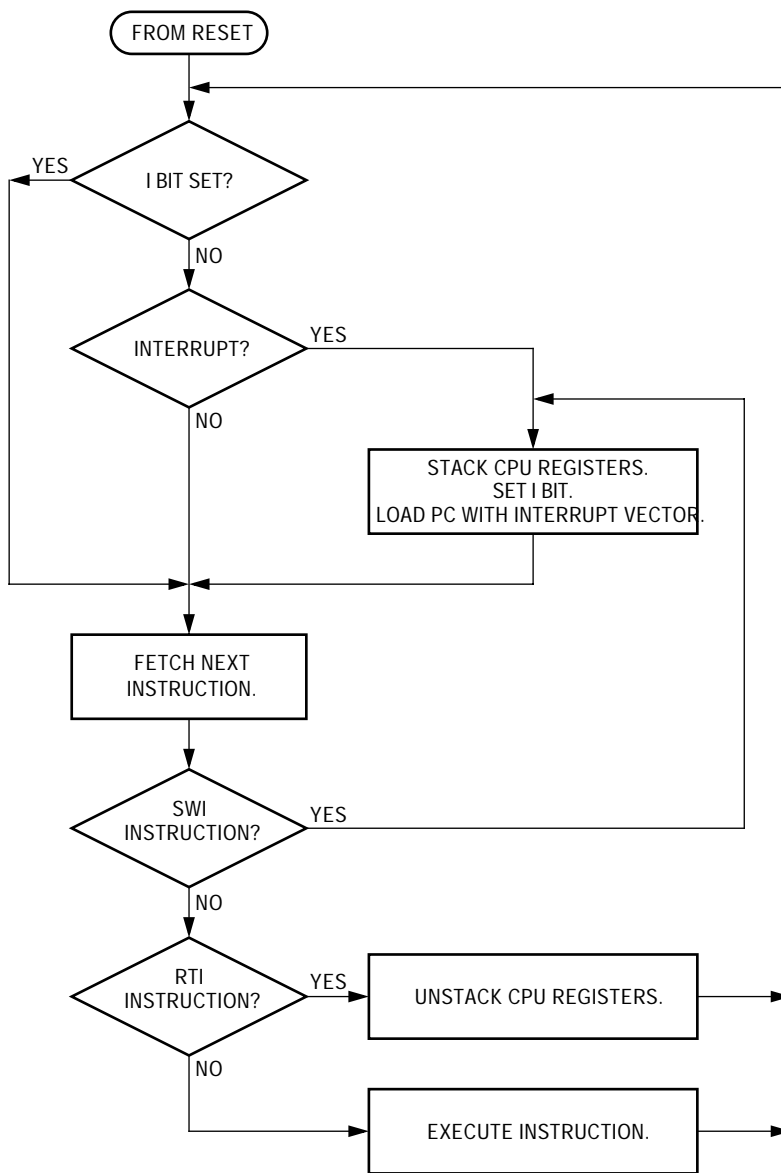 FROM RESET
YES
I BIT SET?
NO
INTERRUPT?
YES
NO
STACK CPU REGISTERS.
SET I BIT.
LOAD PC WITH INTERRUPT VECTOR.
FETCH NEXT
INSTRUCTION.
SWI
INSTRUCTION?
YES
NO
RTI
INSTRUCTION?
YES
UNSTACK CPU REGISTERS.
NO
EXECUTE INSTRUCTION.